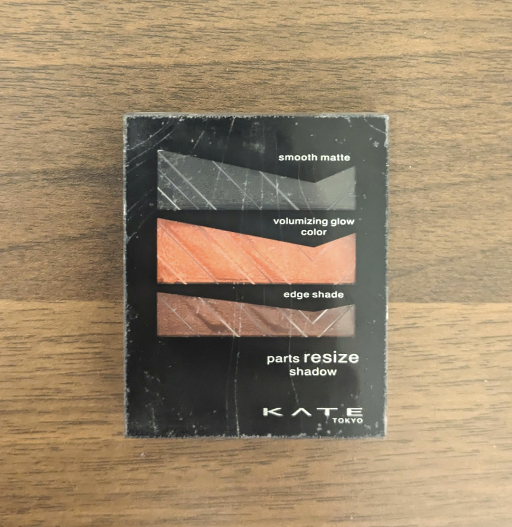 smooth matte
volumizing glow
color
edge shade
parts resize
shadow
KATE
TOKYO